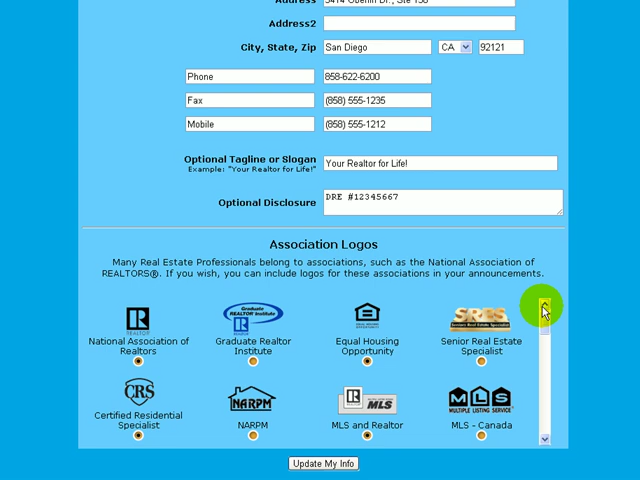 Address 5414 Oberlin Dr., Ste 150
Address2
City, State, Zip San Diego CA 92121
Phone 858-622-6200
Fax (858) 555-1235
Mobile (858) 555-1212
Optional Tagline or Slogan Your Realtor for Life!
Example: "Your Realtor for Life!"
Optional Disclosure DRE #12345667
Association Logos
Many Real Estate Professionals belong to associations, such as the National Association of
REALTORS®. If you wish, you can include logos for these associations in your announcements.
REALTOR
National Association of
Realtors
Graduate
REALTOR Institute
REALTOR
Graduate Realtor
Institute
Equal Housing
Opportunity
SRES
Senior Real Estate
Specialist
CRS
Certified Residential
Specialist
NARPM
NARPM
MLS
MLS and Realtor
MLS
MULTIPLE LISTING SERVICE
MLS - Canada
Update My Info